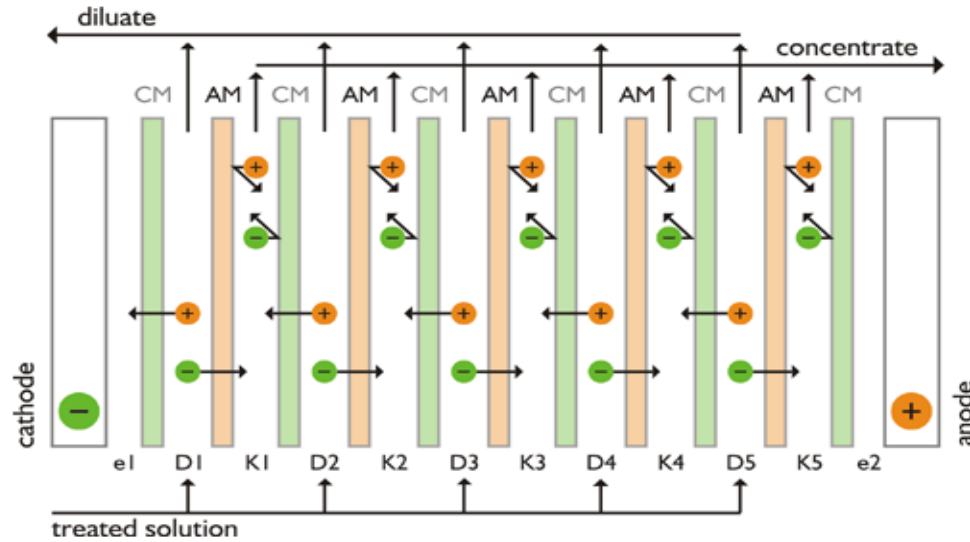 diluate
concentrate
CM AM CM AM CM AM CM AM CM AM CM
+ + + + +
− − − − −
+ + + + +
− − − − −
cathode
−
+
anode
e1 D1 K1 D2 K2 D3 K3 D4 K4 D5 K5 e2
treated solution